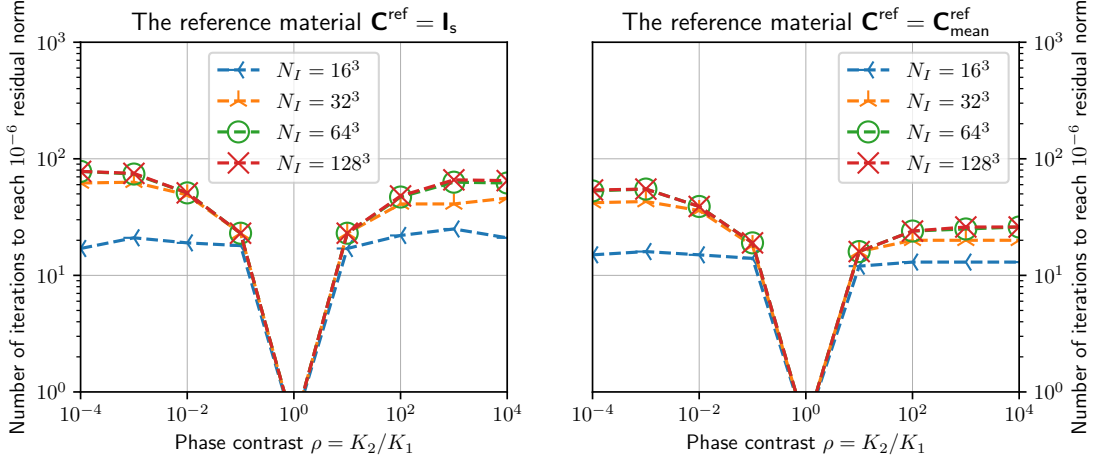 The reference material C^ref = I_s
Number of iterations to reach 10^−6 residual norm
10^3
10^2
10^1
10^0
N_I = 16^3
N_I = 32^3
N_I = 64^3
N_I = 128^3
10^−4
10^−2
10^0
10^2
10^4
Phase contrast ρ = K_2/K_1
The reference material C^ref = C^ref_mean
N_I = 16^3
N_I = 32^3
N_I = 64^3
N_I = 128^3
10^3
10^2
10^1
10^0
Number of iterations to reach 10^−6 residual norm
10^−4
10^−2
10^0
10^2
10^4
Phase contrast ρ = K_2/K_1